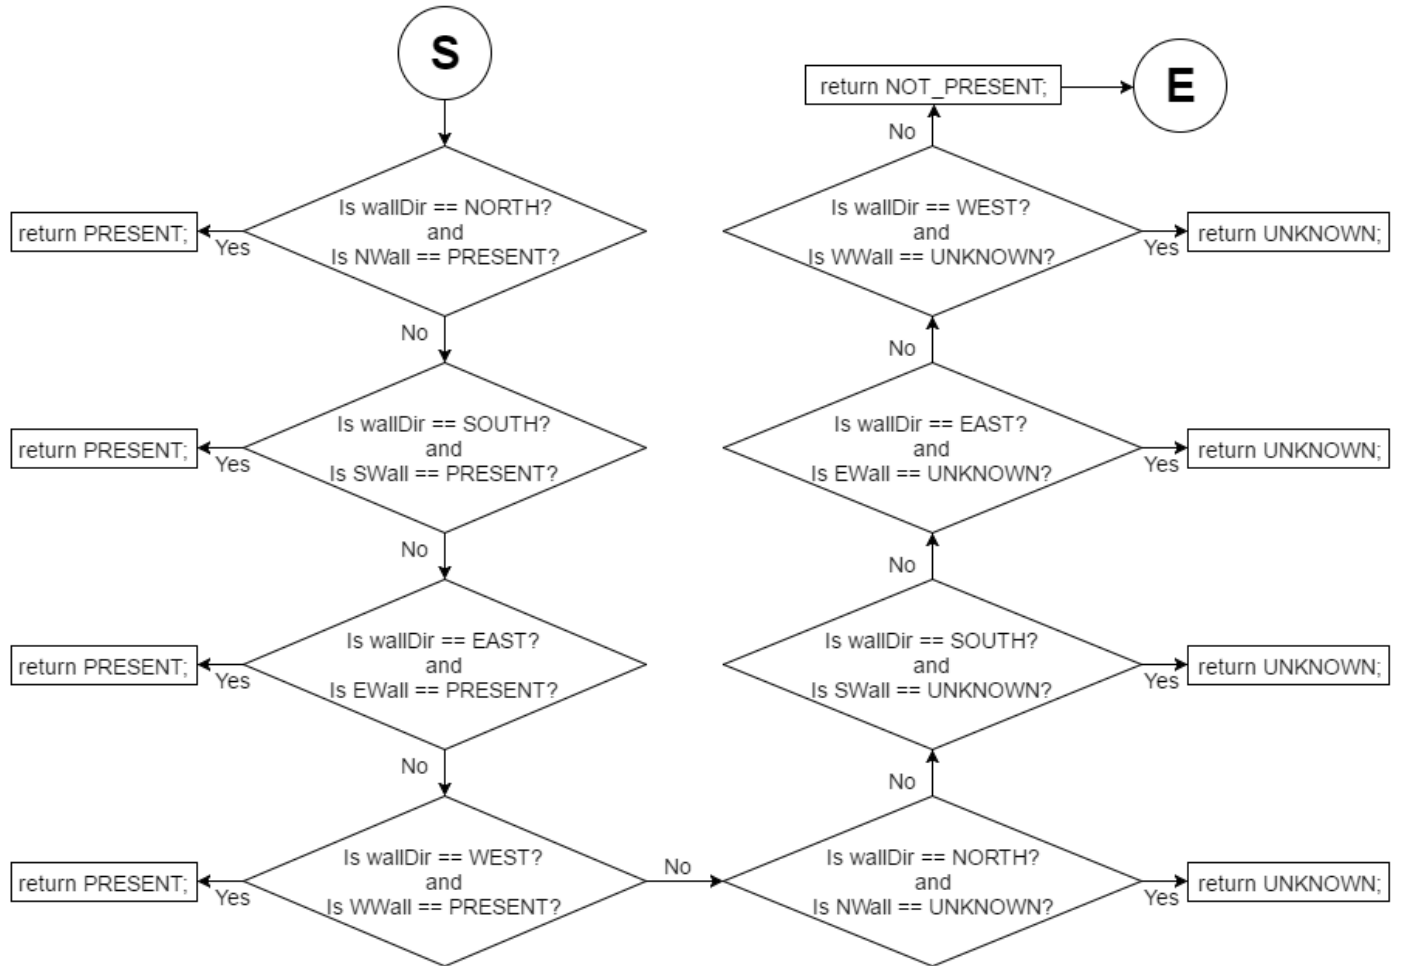 S
Is wallDir == NORTH?
and
Is NWall == PRESENT?
Yes
return PRESENT;
No
Is wallDir == SOUTH?
and
Is SWall == PRESENT?
Yes
return PRESENT;
No
Is wallDir == EAST?
and
Is EWall == PRESENT?
Yes
return PRESENT;
No
Is wallDir == WEST?
and
Is WWall == PRESENT?
Yes
return PRESENT;
No
Is wallDir == NORTH?
and
Is NWall == UNKNOWN?
Yes
return UNKNOWN;
No
Is wallDir == SOUTH?
and
Is SWall == UNKNOWN?
Yes
return UNKNOWN;
No
Is wallDir == EAST?
and
Is EWall == UNKNOWN?
Yes
return UNKNOWN;
No
Is wallDir == WEST?
and
Is WWall == UNKNOWN?
Yes
return UNKNOWN;
No
return NOT_PRESENT;
E